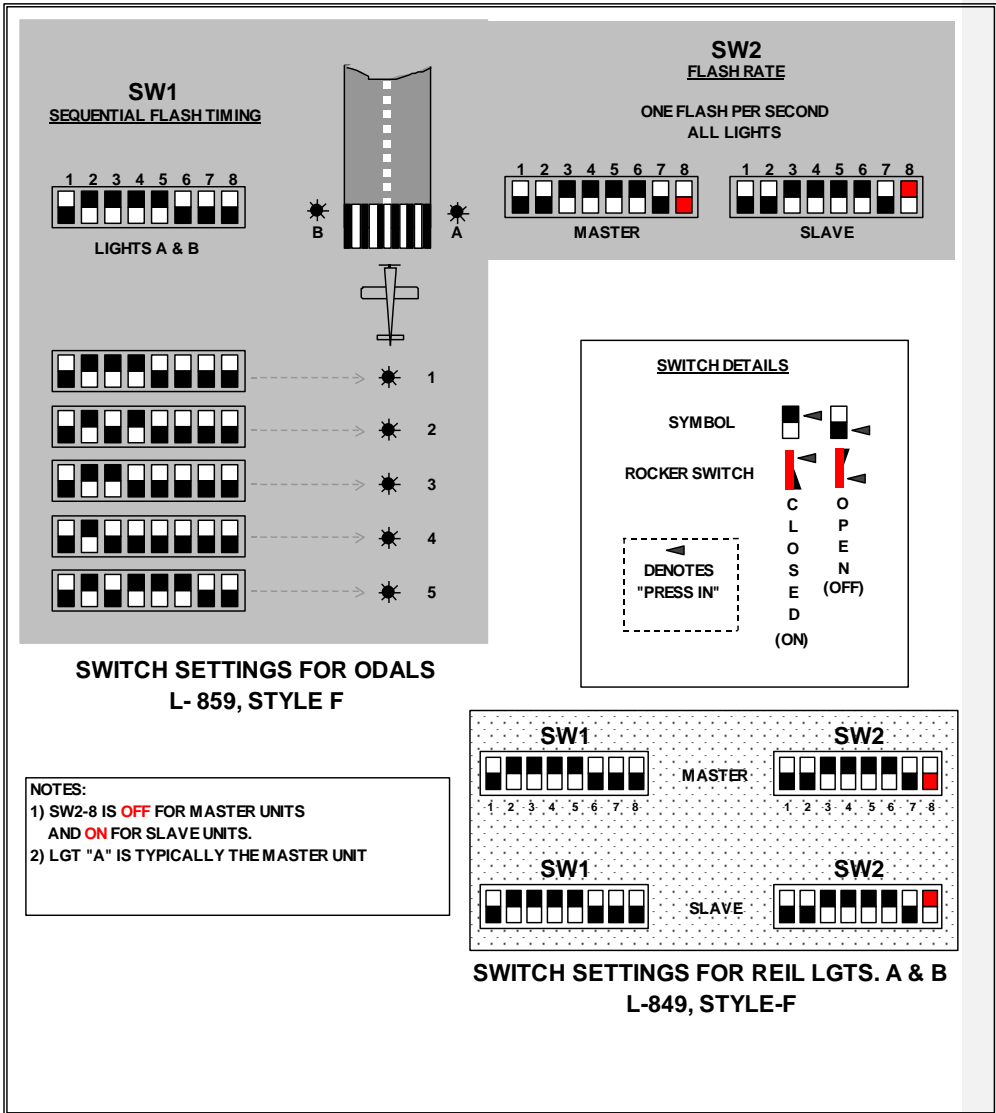 SW1
SEQUENTIAL FLASH TIMING
1 2 3 4 5 6 7 8
LIGHTS A & B
B
A
SW2
FLASH RATE
ONE FLASH PER SECOND
ALL LIGHTS
1 2 3 4 5 6 7 8
MASTER
1 2 3 4 5 6 7 8
SLAVE
1
2
3
4
5
SWITCH SETTINGS FOR ODALS
L- 859, STYLE F
SWITCH DETAILS
SYMBOL
ROCKER SWITCH
CLOSED
(ON)
OPEN
(OFF)
DENOTES
"PRESS IN"
NOTES:
1) SW2-8 IS OFF FOR MASTER UNITS
AND ON FOR SLAVE UNITS.
2) LGT "A" IS TYPICALLY THE MASTER UNIT
SW1
SW2
MASTER
1 2 3 4 5 6 7 8
1 2 3 4 5 6 7 8
SW1
SW2
SLAVE
SWITCH SETTINGS FOR REIL LGTS. A & B
L-849, STYLE-F